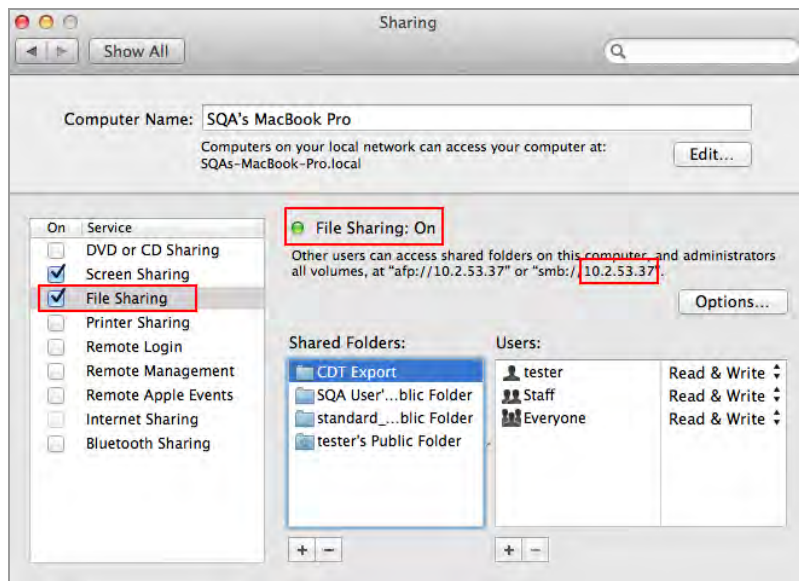 Sharing
Show All
Computer Name: SQA's MacBook Pro
Computers on your local network can access your computer at:
SQAs-MacBook-Pro.local
Edit...
On Service
DVD or CD Sharing
Screen Sharing
File Sharing
Printer Sharing
Remote Login
Remote Management
Remote Apple Events
Internet Sharing
Bluetooth Sharing
File Sharing: On
Other users can access shared folders on this computer, and administrators
all volumes, at "afp://10.2.53.37" or "smb://10.2.53.37".
Options...
Shared Folders:
CDT Export
SQA User'...blic Folder
standard_...blic Folder
tester's Public Folder
Users:
tester Read & Write
Staff Read & Write
Everyone Read & Write